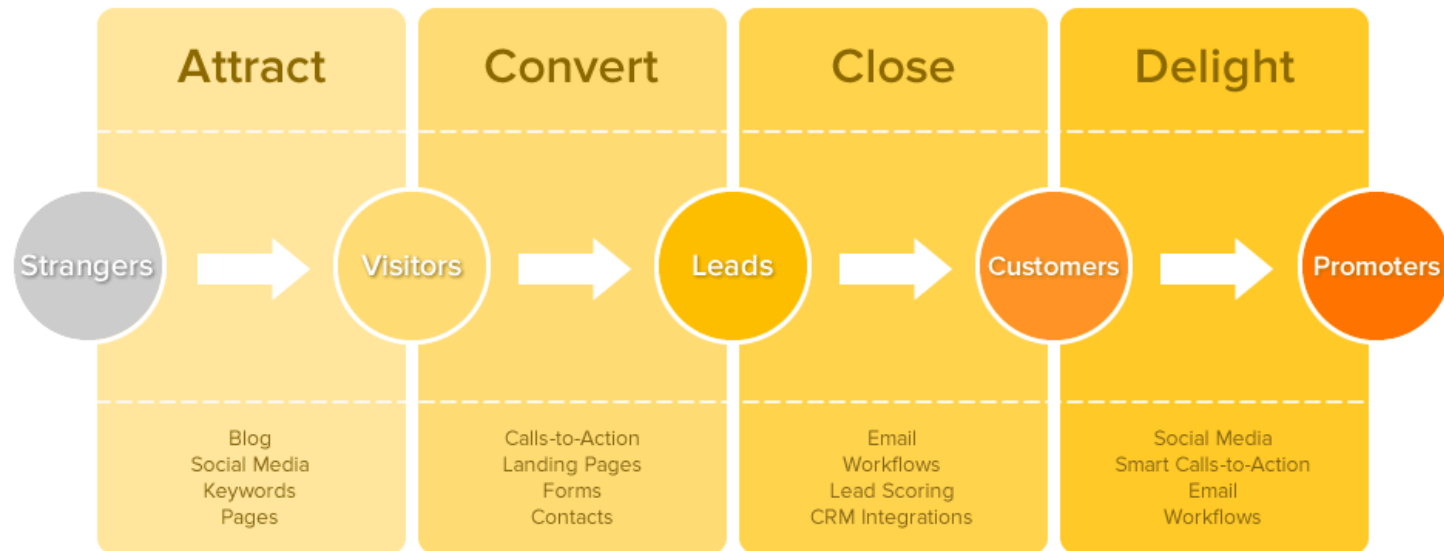 Attract
Convert
Close
Delight
Strangers
Visitors
Leads
Customers
Promoters
Blog
Social Media
Keywords
Pages
Calls-to-Action
Landing Pages
Forms
Contacts
Email
Workflows
Lead Scoring
CRM Integrations
Social Media
Smart Calls-to-Action
Email
Workflows